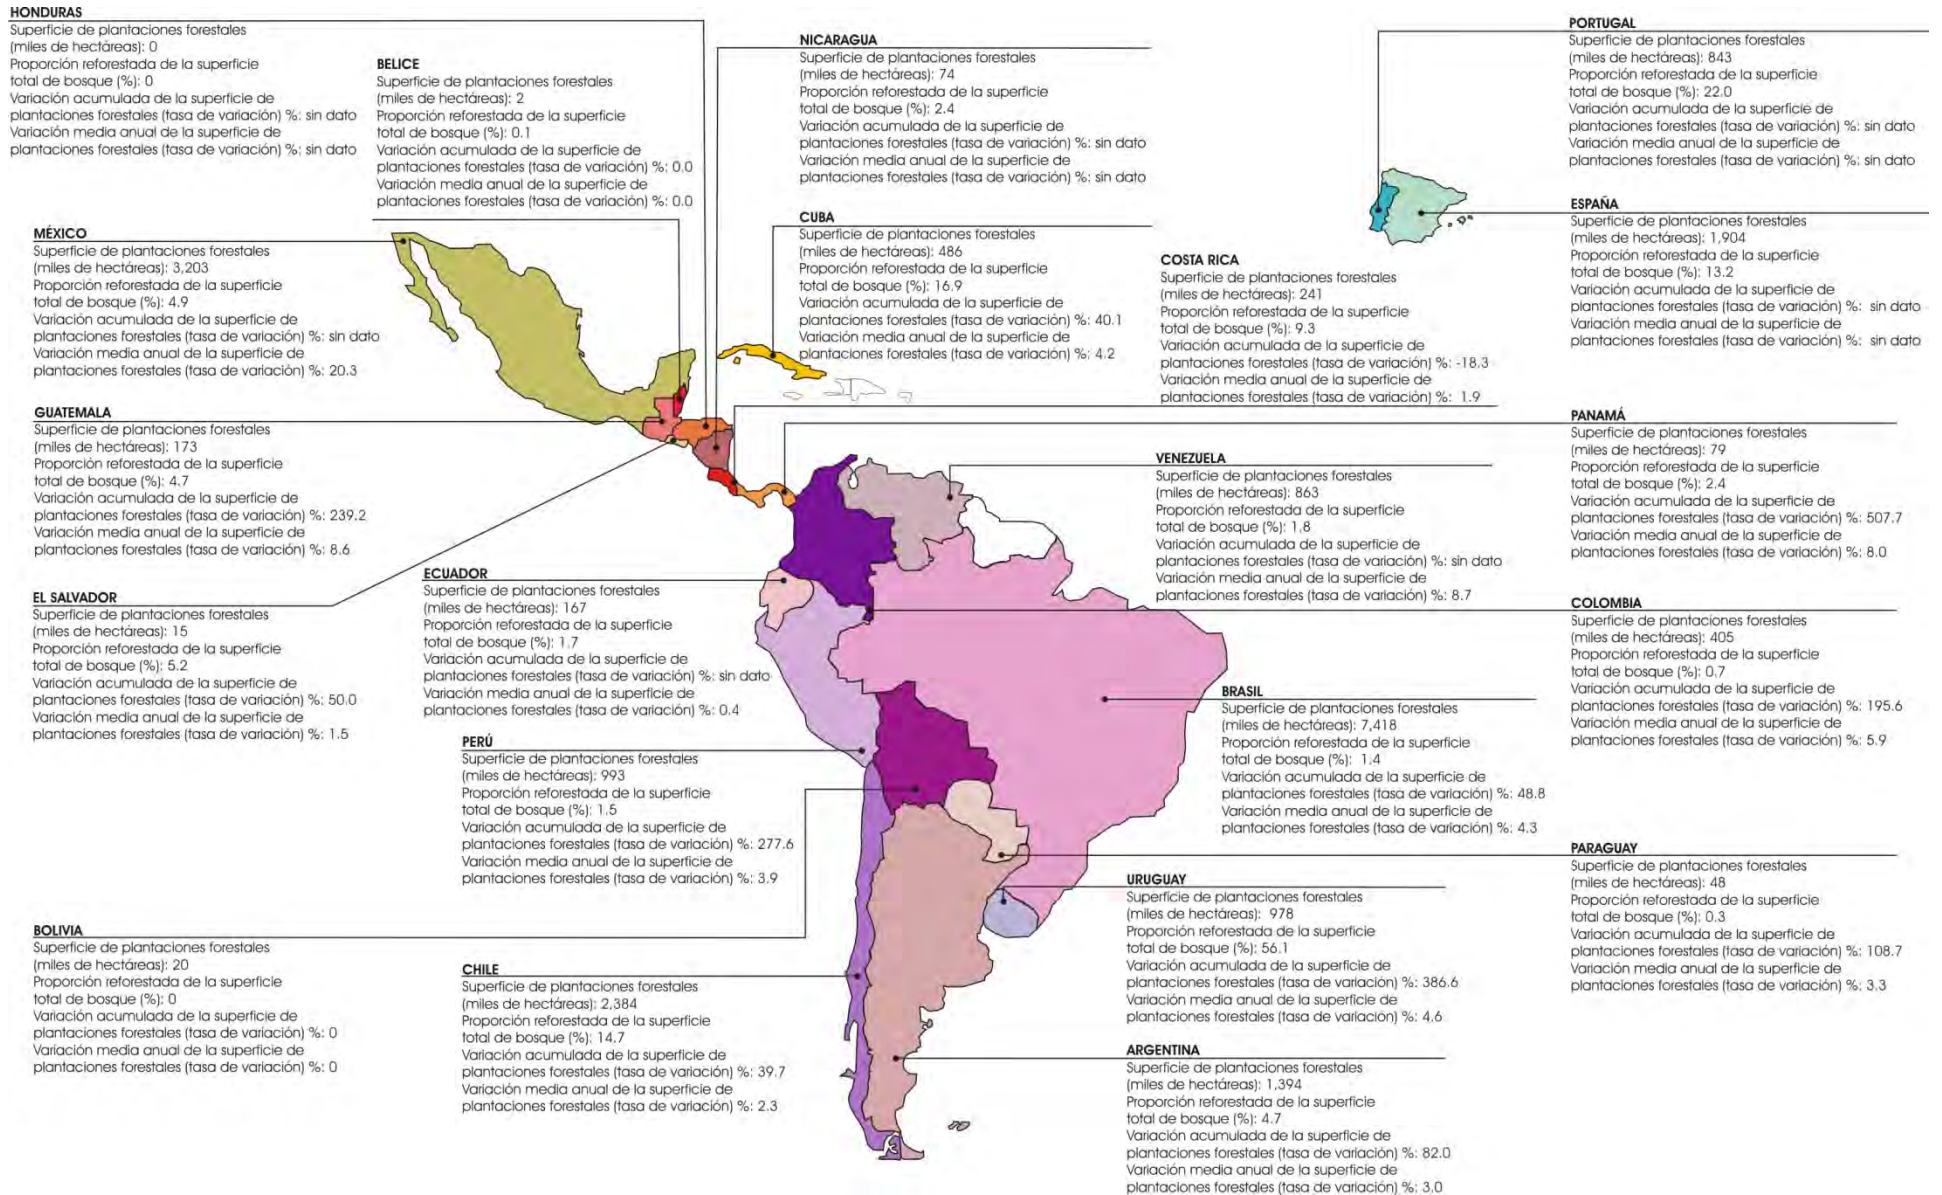 HONDURAS
Superficie de plantaciones forestales
(miles de hectáreas): 0
Proporción reforestada de la superficie
total de bosque (%): 0
Variación acumulada de la superficie de
plantaciones forestales (tasa de variación) %: sin dato
Variación media anual de la superficie de
plantaciones forestales (tasa de variación) %: sin dato
BELICE
Superficie de plantaciones forestales
(miles de hectáreas): 2
Proporción reforestada de la superficie
total de bosque (%): 0.1
Variación acumulada de la superficie de
plantaciones forestales (tasa de variación) %: 0.0
Variación media anual de la superficie de
plantaciones forestales (tasa de variación) %: 0.0
NICARAGUA
Superficie de plantaciones forestales
(miles de hectáreas): 74
Proporción reforestada de la superficie
total de bosque (%): 2.4
Variación acumulada de la superficie de
plantaciones forestales (tasa de variación) %: sin dato
Variación media anual de la superficie de
plantaciones forestales (tasa de variación) %: sin dato
PORTUGAL
Superficie de plantaciones forestales
(miles de hectáreas): 843
Proporción reforestada de la superficie
total de bosque (%): 22.0
Variación acumulada de la superficie de
plantaciones forestales (tasa de variación) %: sin dato
Variación media anual de la superficie de
plantaciones forestales (tasa de variación) %: sin dato
ESPAÑA
Superficie de plantaciones forestales
(miles de hectáreas): 1,904
Proporción reforestada de la superficie
total de bosque (%): 13.2
Variación acumulada de la superficie de
plantaciones forestales (tasa de variación) %: sin dato
Variación media anual de la superficie de
plantaciones forestales (tasa de variación) %: sin dato
MÉXICO
Superficie de plantaciones forestales
(miles de hectáreas): 3,203
Proporción reforestada de la superficie
total de bosque (%): 4.9
Variación acumulada de la superficie de
plantaciones forestales (tasa de variación) %: sin dato
Variación media anual de la superficie de
plantaciones forestales (tasa de variación) %: 20.3
CUBA
Superficie de plantaciones forestales
(miles de hectáreas): 486
Proporción reforestada de la superficie
total de bosque (%): 16.9
Variación acumulada de la superficie de
plantaciones forestales (tasa de variación) %: 40.1
Variación media anual de la superficie de
plantaciones forestales (tasa de variación) %: 4.2
COSTA RICA
Superficie de plantaciones forestales
(miles de hectáreas): 241
Proporción reforestada de la superficie
total de bosque (%): 9.3
Variación acumulada de la superficie de
plantaciones forestales (tasa de variación) %: -18.3
Variación media anual de la superficie de
plantaciones forestales (tasa de variación) %: 1.9
GUATEMALA
Superficie de plantaciones forestales
(miles de hectáreas): 173
Proporción reforestada de la superficie
total de bosque (%): 4.7
Variación acumulada de la superficie de
plantaciones forestales (tasa de variación) %: 239.2
Variación media anual de la superficie de
plantaciones forestales (tasa de variación) %: 8.6
PANAMÁ
Superficie de plantaciones forestales
(miles de hectáreas): 79
Proporción reforestada de la superficie
total de bosque (%): 2.4
Variación acumulada de la superficie de
plantaciones forestales (tasa de variación) %: 507.7
Variación media anual de la superficie de
plantaciones forestales (tasa de variación) %: 8.0
VENEZUELA
Superficie de plantaciones forestales
(miles de hectáreas): 863
Proporción reforestada de la superficie
total de bosque (%): 1.8
Variación acumulada de la superficie de
plantaciones forestales (tasa de variación) %: sin dato
Variación media anual de la superficie de
plantaciones forestales (tasa de variación) %: 8.7
EL SALVADOR
Superficie de plantaciones forestales
(miles de hectáreas): 15
Proporción reforestada de la superficie
total de bosque (%): 5.2
Variación acumulada de la superficie de
plantaciones forestales (tasa de variación) %: 50.0
Variación media anual de la superficie de
plantaciones forestales (tasa de variación) %: 1.5
ECUADOR
Superficie de plantaciones forestales
(miles de hectáreas): 167
Proporción reforestada de la superficie
total de bosque (%): 1.7
Variación acumulada de la superficie de
plantaciones forestales (tasa de variación) %: sin dato
Variación media anual de la superficie de
plantaciones forestales (tasa de variación) %: 0.4
COLOMBIA
Superficie de plantaciones forestales
(miles de hectáreas): 405
Proporción reforestada de la superficie
total de bosque (%): 0.7
Variación acumulada de la superficie de
plantaciones forestales (tasa de variación) %: 195.6
Variación media anual de la superficie de
plantaciones forestales (tasa de variación) %: 5.9
BRASIL
Superficie de plantaciones forestales
(miles de hectáreas): 7,418
Proporción reforestada de la superficie
total de bosque (%): 1.4
Variación acumulada de la superficie de
plantaciones forestales (tasa de variación) %: 48.8
Variación media anual de la superficie de
plantaciones forestales (tasa de variación) %: 4.3
PERÚ
Superficie de plantaciones forestales
(miles de hectáreas): 993
Proporción reforestada de la superficie
total de bosque (%): 1.5
Variación acumulada de la superficie de
plantaciones forestales (tasa de variación) %: 277.6
Variación media anual de la superficie de
plantaciones forestales (tasa de variación) %: 3.9
PARAGUAY
Superficie de plantaciones forestales
(miles de hectáreas): 48
Proporción reforestada de la superficie
total de bosque (%): 0.3
Variación acumulada de la superficie de
plantaciones forestales (tasa de variación) %: 108.7
Variación media anual de la superficie de
plantaciones forestales (tasa de variación) %: 3.3
URUGUAY
Superficie de plantaciones forestales
(miles de hectáreas): 978
Proporción reforestada de la superficie
total de bosque (%): 56.1
Variación acumulada de la superficie de
plantaciones forestales (tasa de variación) %: 386.6
Variación media anual de la superficie de
plantaciones forestales (tasa de variación) %: 4.6
BOLIVIA
Superficie de plantaciones forestales
(miles de hectáreas): 20
Proporción reforestada de la superficie
total de bosque (%): 0
Variación acumulada de la superficie de
plantaciones forestales (tasa de variación) %: 0
Variación media anual de la superficie de
plantaciones forestales (tasa de variación) %: 0
CHILE
Superficie de plantaciones forestales
(miles de hectáreas): 2,384
Proporción reforestada de la superficie
total de bosque (%): 14.7
Variación acumulada de la superficie de
plantaciones forestales (tasa de variación) %: 39.7
Variación media anual de la superficie de
plantaciones forestales (tasa de variación) %: 2.3
ARGENTINA
Superficie de plantaciones forestales
(miles de hectáreas): 1,394
Proporción reforestada de la superficie
total de bosque (%): 4.7
Variación acumulada de la superficie de
plantaciones forestales (tasa de variación) %: 82.0
Variación media anual de la superficie de
plantaciones forestales (tasa de variación) %: 3.0